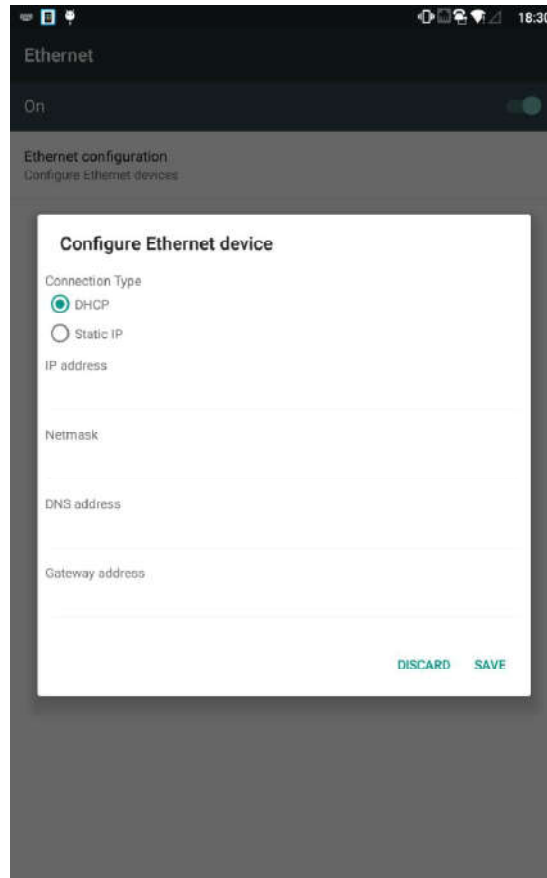 18:30
Ethernet
On
Ethernet configuration
Configure Ethernet devices
Configure Ethernet device
Connection Type
DHCP
Static IP
IP address
Netmask
DNS address
Gateway address
DISCARD SAVE